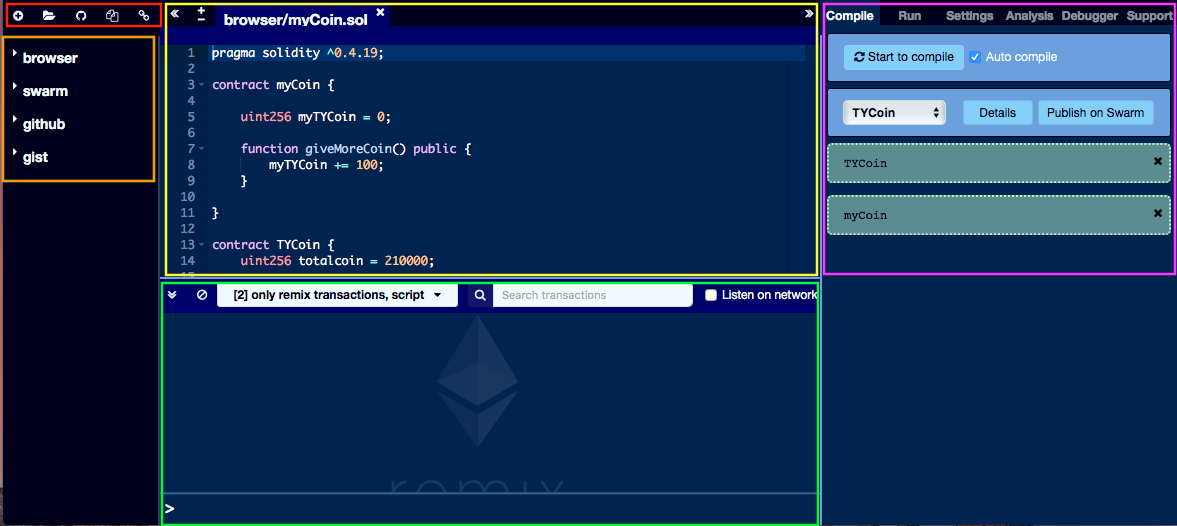 browser
swarm
github
gist
browser/myCoin.sol
1 pragma solidity ^0.4.19;
2
3 contract myCoin {
4
5 uint256 myTYCoin = 0;
6
7 function giveMoreCoin() public {
8 myTYCoin += 100;
9 }
10
11 }
12
13 contract TYCoin {
14 uint256 totalcoin = 210000;
[2] only remix transactions, script
Search transactions
Listen on network
remix
>
Compile Run Settings Analysis Debugger Support
Start to compile Auto compile
TYCoin Details Publish on Swarm
TYCoin
myCoin